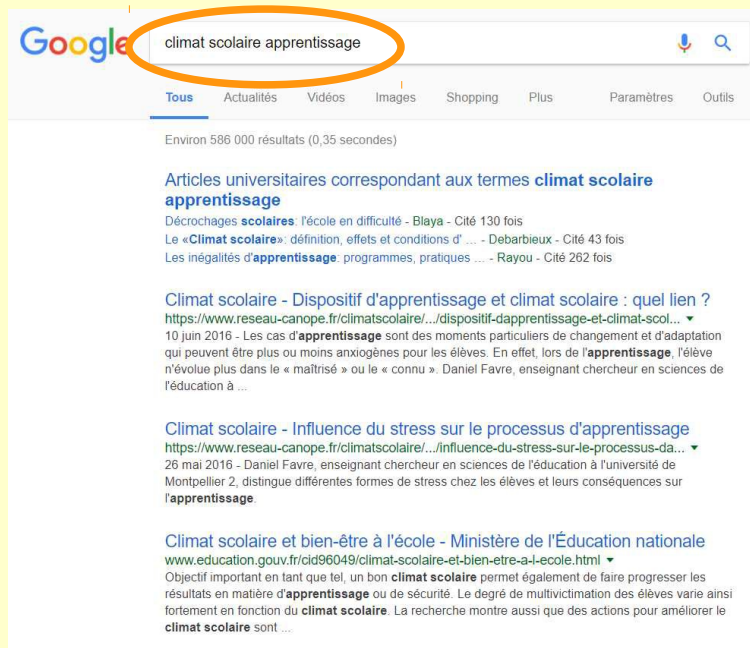 Google
climat scolaire apprentissage
Tous Actualités Vidéos Images Shopping Plus Paramètres Outils
Environ 586 000 résultats (0,35 secondes)
Articles universitaires correspondant aux termes climat scolaire
apprentissage
Décrochages scolaires: l'école en difficulté - Blaya - Cité 130 fois
Le «Climat scolaire»: définition, effets et conditions d' ... - Debarbieux - Cité 43 fois
Les inégalités d'apprentissage: programmes, pratiques ... - Rayou - Cité 262 fois
Climat scolaire - Dispositif d'apprentissage et climat scolaire : quel lien ?
https://www.reseau-canope.fr/climatscolaire/.../dispositif-dapprentissage-et-climat-scol...
10 juin 2016 - Les cas d'apprentissage sont des moments particuliers de changement et d'adaptation
qui peuvent être plus ou moins anxiogènes pour les élèves. En effet, lors de l'apprentissage, l'élève
n'évolue plus dans le « maîtrisé » ou le « connu ». Daniel Favre, enseignant chercheur en sciences de
l'éducation à ...
Climat scolaire - Influence du stress sur le processus d'apprentissage
https://www.reseau-canope.fr/climatscolaire/.../influence-du-stress-sur-le-processus-da...
26 mai 2016 - Daniel Favre, enseignant chercheur en sciences de l'éducation à l'université de
Montpellier 2, distingue différentes formes de stress chez les élèves et leurs conséquences sur
l'apprentissage.
Climat scolaire et bien-être à l'école - Ministère de l'Éducation nationale
www.education.gouv.fr/cid96049/climat-scolaire-et-bien-etre-a-l-ecole.html
Objectif important en tant que tel, un bon climat scolaire permet également de faire progresser les
résultats en matière d'apprentissage ou de sécurité. Le degré de multivictimation des élèves varie ainsi
fortement en fonction du climat scolaire. La recherche montre aussi que des actions pour améliorer le
climat scolaire sont ...